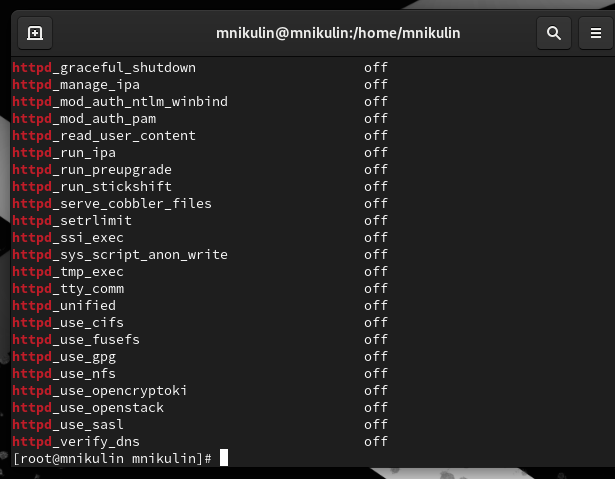 mnikulin@mnikulin:/home/mnikulin
httpd_graceful_shutdown off
httpd_manage_ipa off
httpd_mod_auth_ntlm_winbind off
httpd_mod_auth_pam off
httpd_read_user_content off
httpd_run_ipa off
httpd_run_preupgrade off
httpd_run_stickshift off
httpd_serve_cobbler_files off
httpd_setrlimit off
httpd_ssi_exec off
httpd_sys_script_anon_write off
httpd_tmp_exec off
httpd_tty_comm off
httpd_unified off
httpd_use_cifs off
httpd_use_fusefs off
httpd_use_gpg off
httpd_use_nfs off
httpd_use_opencryptoki off
httpd_use_openstack off
httpd_use_sasl off
httpd_verify_dns off
[root@mnikulin mnikulin]#